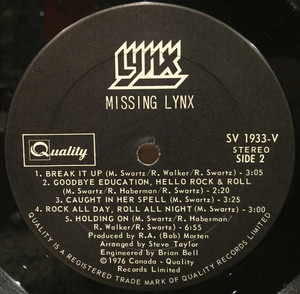 LYNX
MISSING LYNX
Quality
SV 1933-V
STEREO
SIDE 2
1. BREAK IT UP (M. Swartz/R. Walker/R. Swartz) - 3:05
2. GOODBYE EDUCATION, HELLO ROCK & ROLL
(M. Swartz/R. Haberman/R. Swartz) - 2:20
3. CAUGHT IN HER SPELL (M. Swartz) - 3:35
4. ROCK ALL DAY, ROLL ALL NIGHT (M. Swartz) - 3:00
5. HOLDING ON (M. Swartz/R. Haberman/
R. Walker/R. Swartz) - 6:55
Produced by R.A. (Bob) Morten
Arranged by Steve Taylor
Engineered by Brian Bell
©1976 Canada - Quality
Records Limited
QUALITY IS A REGISTERED TRADE MARK OF QUALITY RECORDS LIMITED